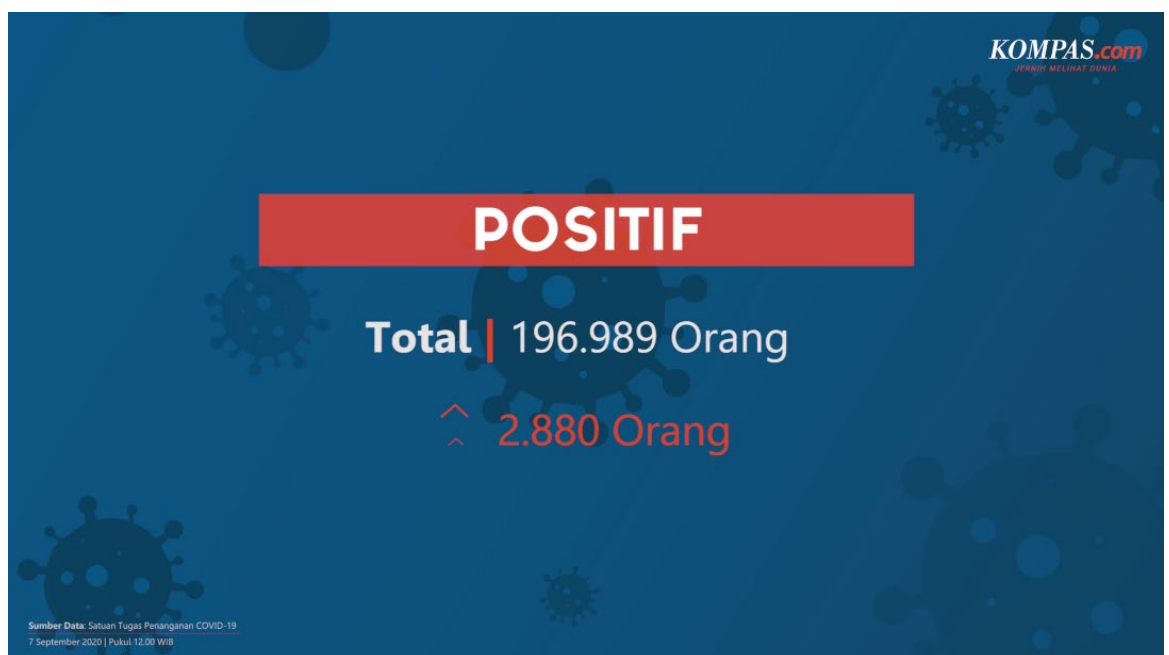 KOMPAS.com
JERNIH MELIHAT DUNIA
POSITIF
Total | 196.989 Orang
2.880 Orang
Sumber Data: Satuan Tugas Penanganan COVID-19
7 September 2020 | Pukul 12.00 WIB